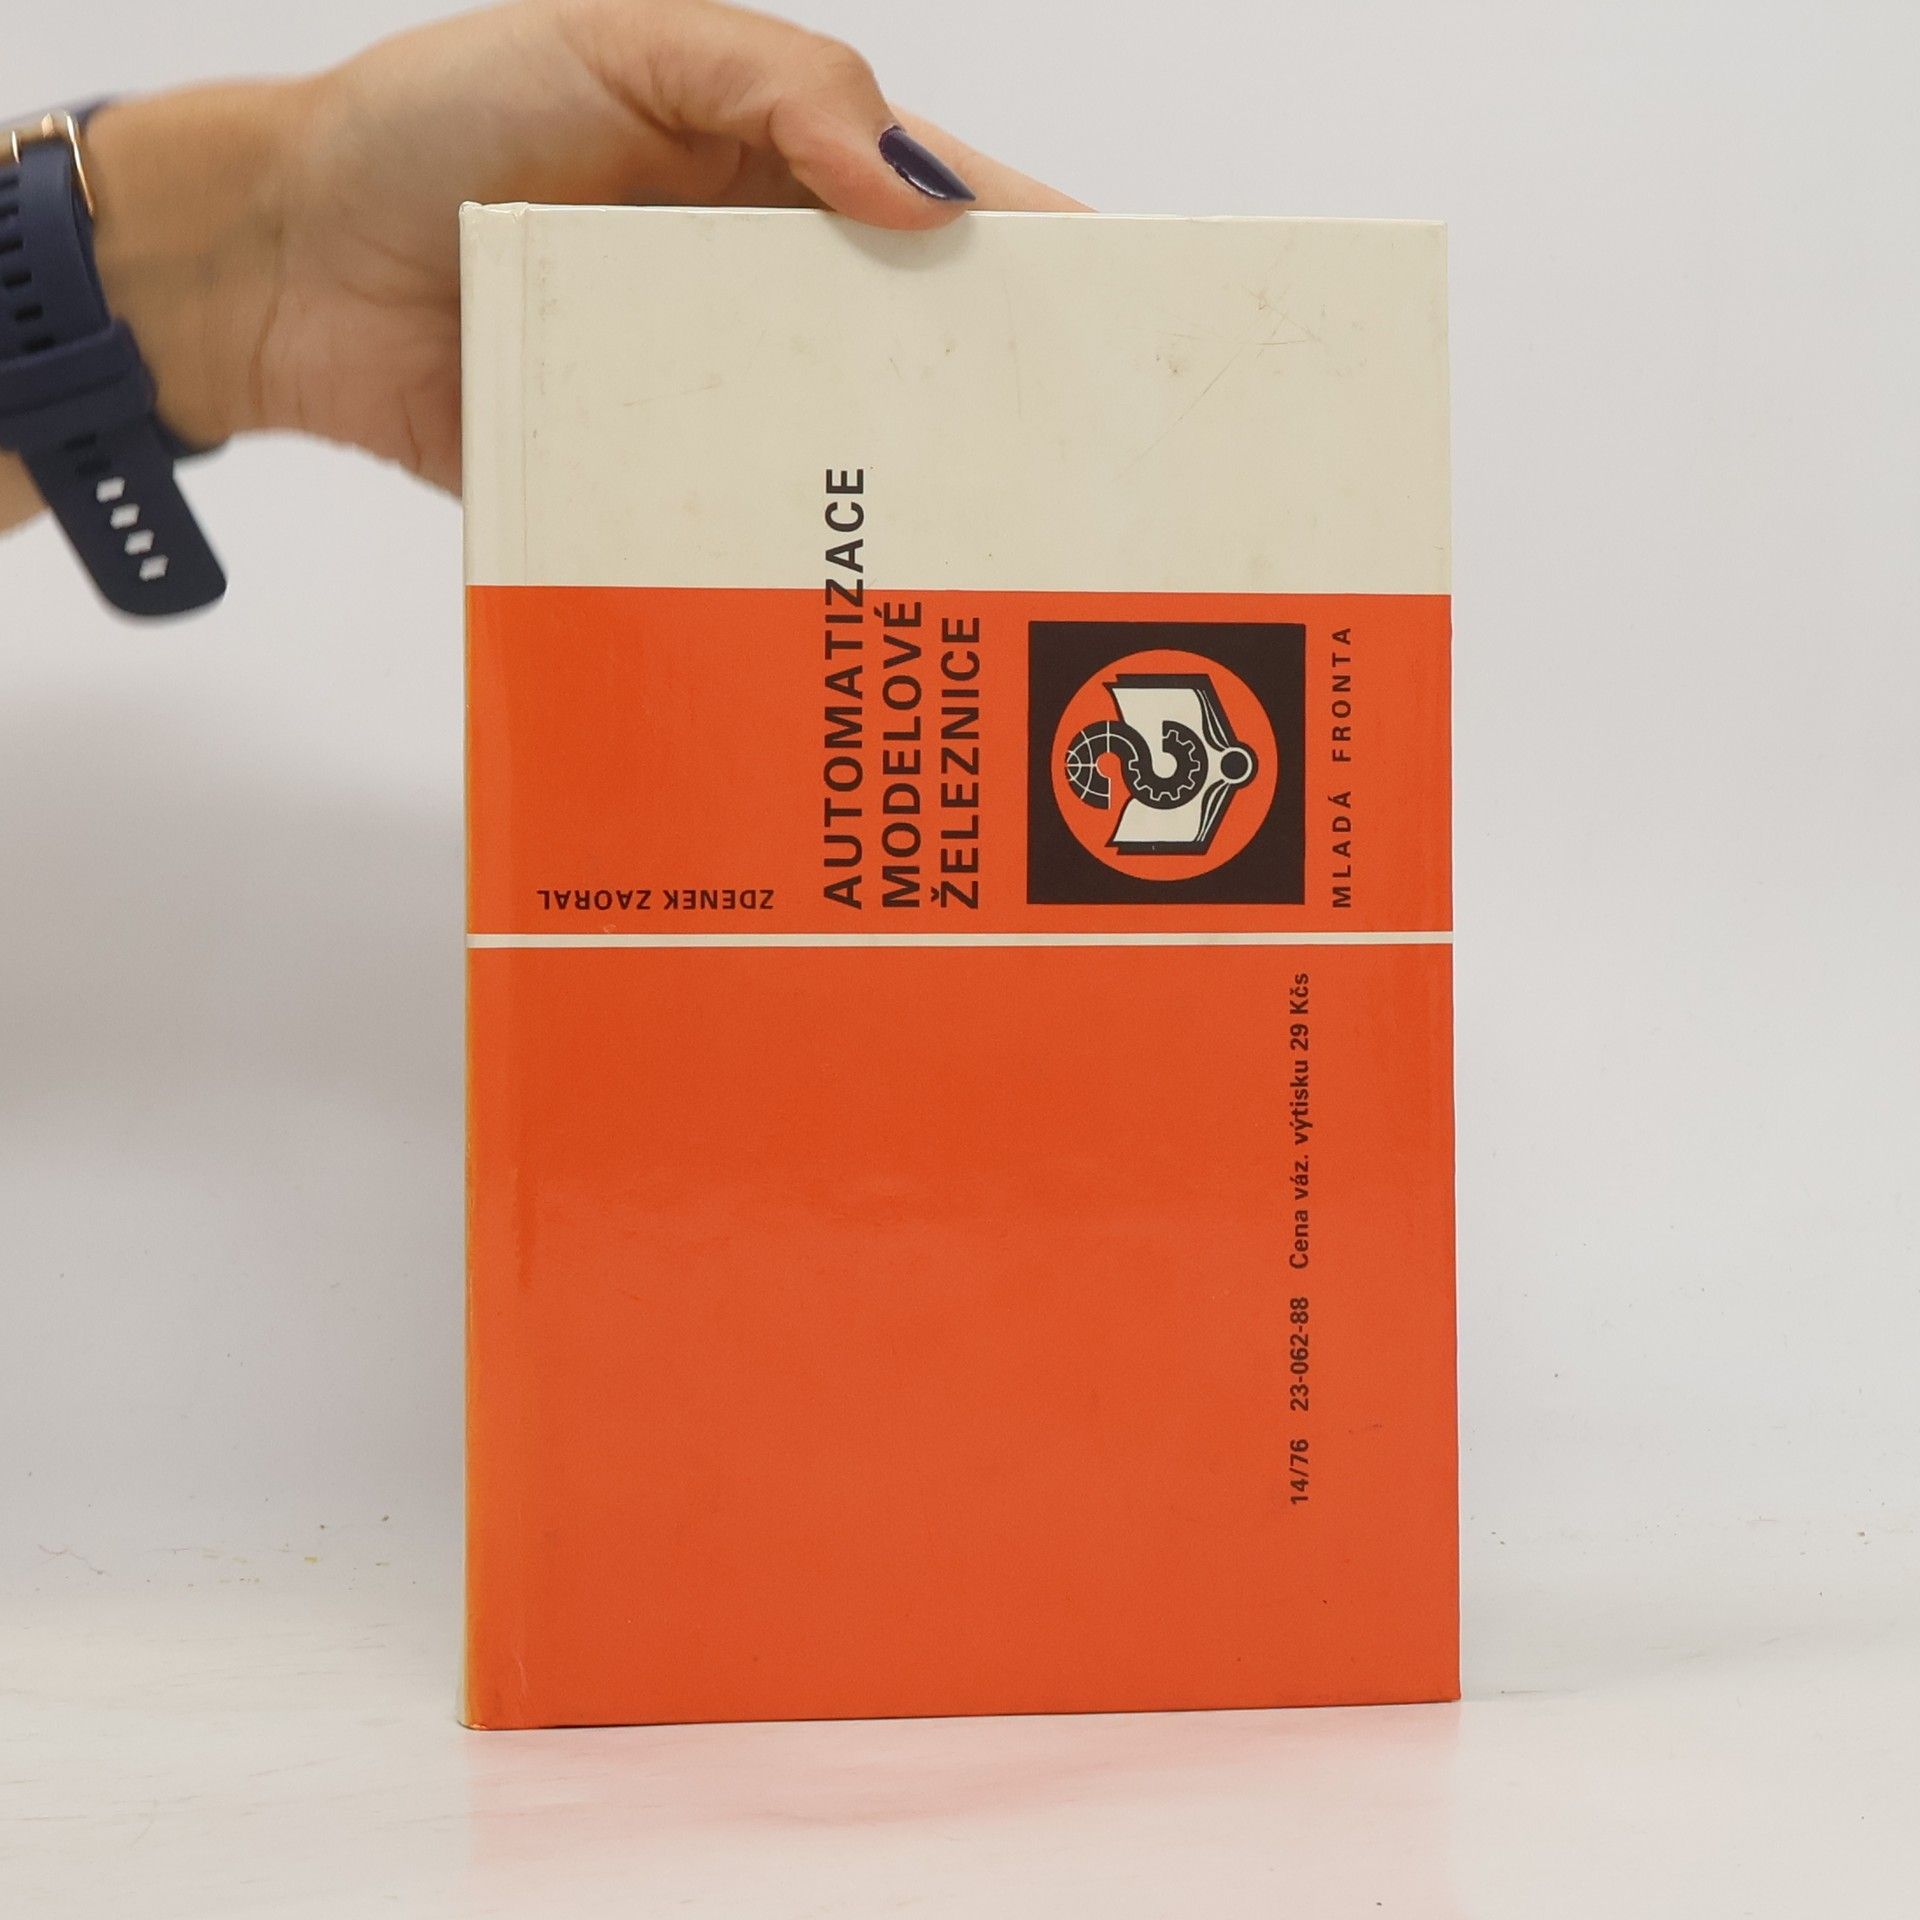 ZDENEK ZAORAL
AUTOMATIZACE
MODELOVÉ
ŽELEZNICE
MLADÁ FRONTA
14/76 23-062-88 Cena váz. výtisku 29 Kčs